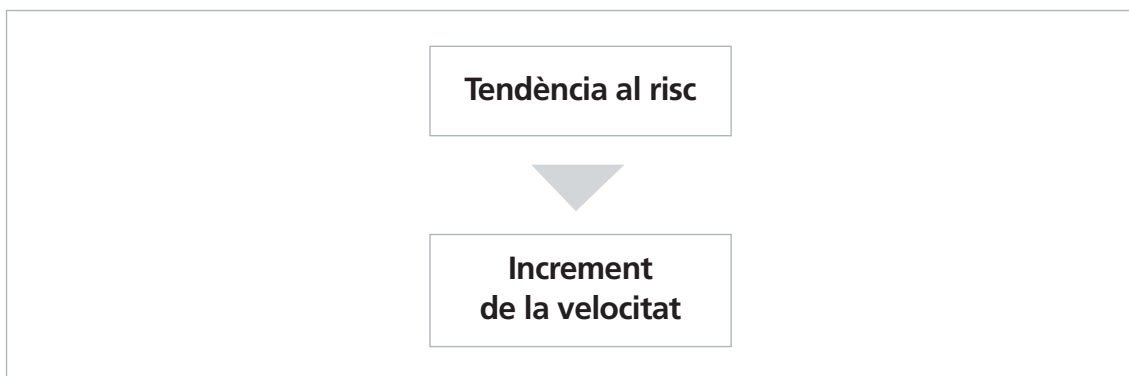 Tendència al risc
Increment
de la velocitat